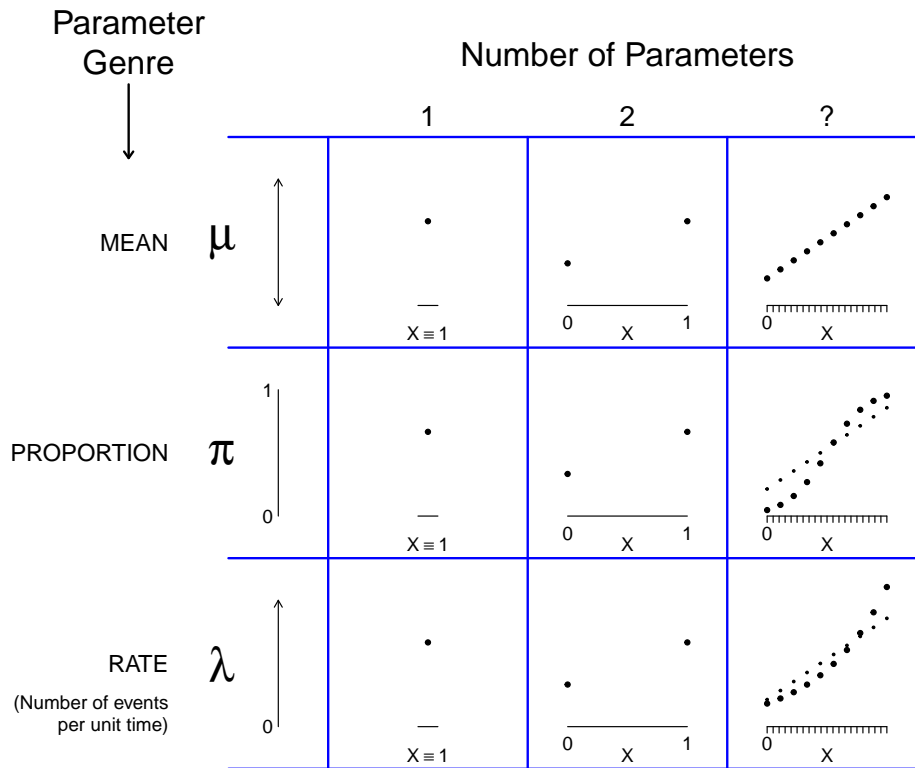 Parameter
Genre
Number of Parameters
1 2 ?
MEAN μ
X ≡ 1
0 1
X
0
X
PROPORTION π
1
0
X ≡ 1
0 1
X
0
X
RATE λ
(Number of events
per unit time)
0
X ≡ 1
0 1
X
0
X